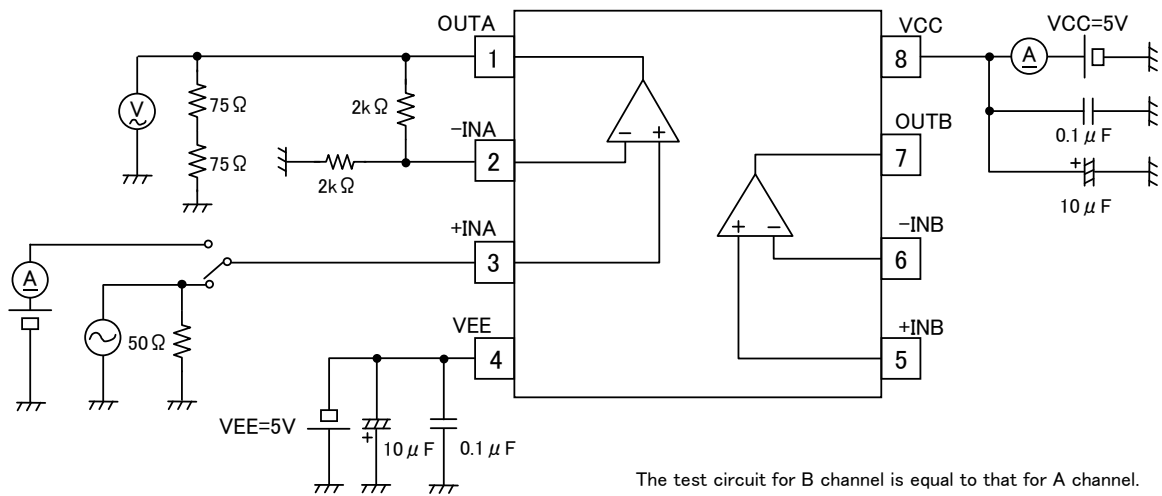 OUTA
1
VCC
8
VCC=5V
A
V
75Ω
75Ω
2kΩ
2kΩ
-INA
2
− +
0.1μF
+
10μF
OUTB
7
+ −
-INB
6
+INA
3
A
50Ω
VEE
4
+INB
5
VEE=5V
+
10μF
0.1μF
The test circuit for B channel is equal to that for A channel.